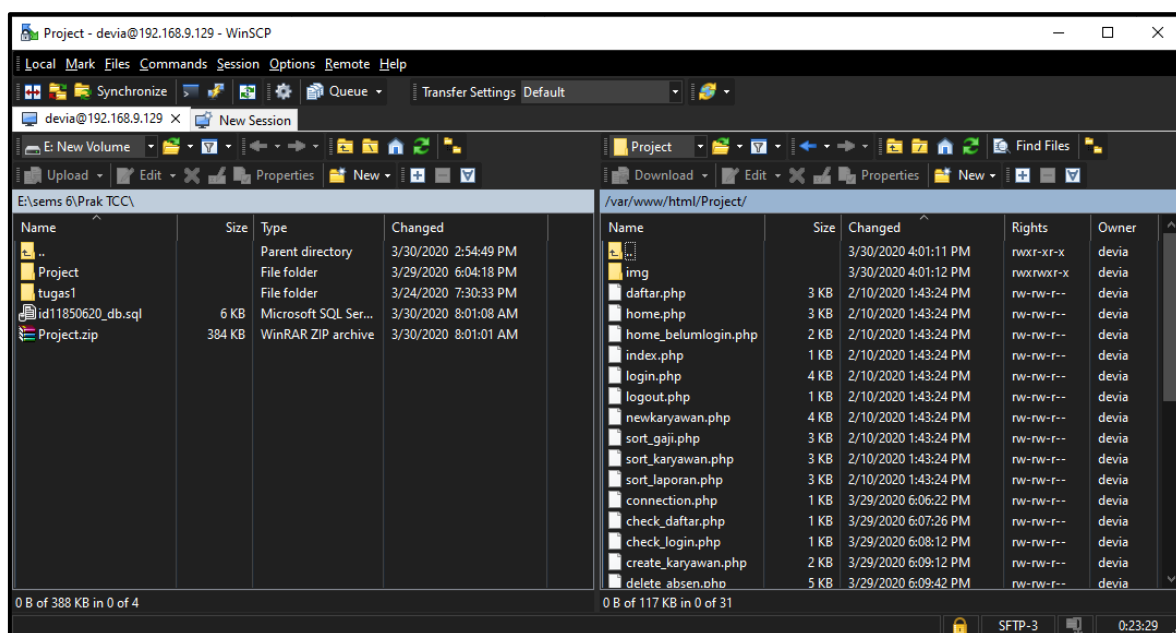 Project - devia@192.168.9.129 - WinSCP
Local Mark Files Commands Session Options Remote Help
Synchronize Queue Transfer Settings Default
devia@192.168.9.129 New Session
E: New Volume Project Find Files
Upload Edit Properties New Download Edit Properties New
E:\sems 6\Prak TCC\ /var/www/html/Project/
Name Size Type Changed
.. Parent directory 3/30/2020 2:54:49 PM
Project File folder 3/29/2020 6:04:18 PM
tugas1 File folder 3/24/2020 7:30:33 PM
id11850620_db.sql 6 KB Microsoft SQL Ser... 3/30/2020 8:01:08 AM
Project.zip 384 KB WinRAR ZIP archive 3/30/2020 8:01:01 AM
0 B of 388 KB in 0 of 4
Name Size Changed Rights Owner
.. 3/30/2020 4:01:11 PM rwxr-xr-x devia
img 3/30/2020 4:01:12 PM rwxrwxr-x devia
daftar.php 3 KB 2/10/2020 1:43:24 PM rw-rw-r-- devia
home.php 3 KB 2/10/2020 1:43:24 PM rw-rw-r-- devia
home_belumlogin.php 2 KB 2/10/2020 1:43:24 PM rw-rw-r-- devia
index.php 1 KB 2/10/2020 1:43:24 PM rw-rw-r-- devia
login.php 4 KB 2/10/2020 1:43:24 PM rw-rw-r-- devia
logout.php 1 KB 2/10/2020 1:43:24 PM rw-rw-r-- devia
newkaryawan.php 4 KB 2/10/2020 1:43:24 PM rw-rw-r-- devia
sort_gaji.php 3 KB 2/10/2020 1:43:24 PM rw-rw-r-- devia
sort_karyawan.php 3 KB 2/10/2020 1:43:24 PM rw-rw-r-- devia
sort_laporan.php 3 KB 2/10/2020 1:43:24 PM rw-rw-r-- devia
connection.php 1 KB 3/29/2020 6:06:22 PM rw-rw-r-- devia
check_daftar.php 1 KB 3/29/2020 6:07:26 PM rw-rw-r-- devia
check_login.php 1 KB 3/29/2020 6:08:12 PM rw-rw-r-- devia
create_karyawan.php 2 KB 3/29/2020 6:09:12 PM rw-rw-r-- devia
delete_absen.php 5 KB 3/29/2020 6:09:42 PM rw-rw-r-- devia
0 B of 117 KB in 0 of 31
SFTP-3 0:23:29